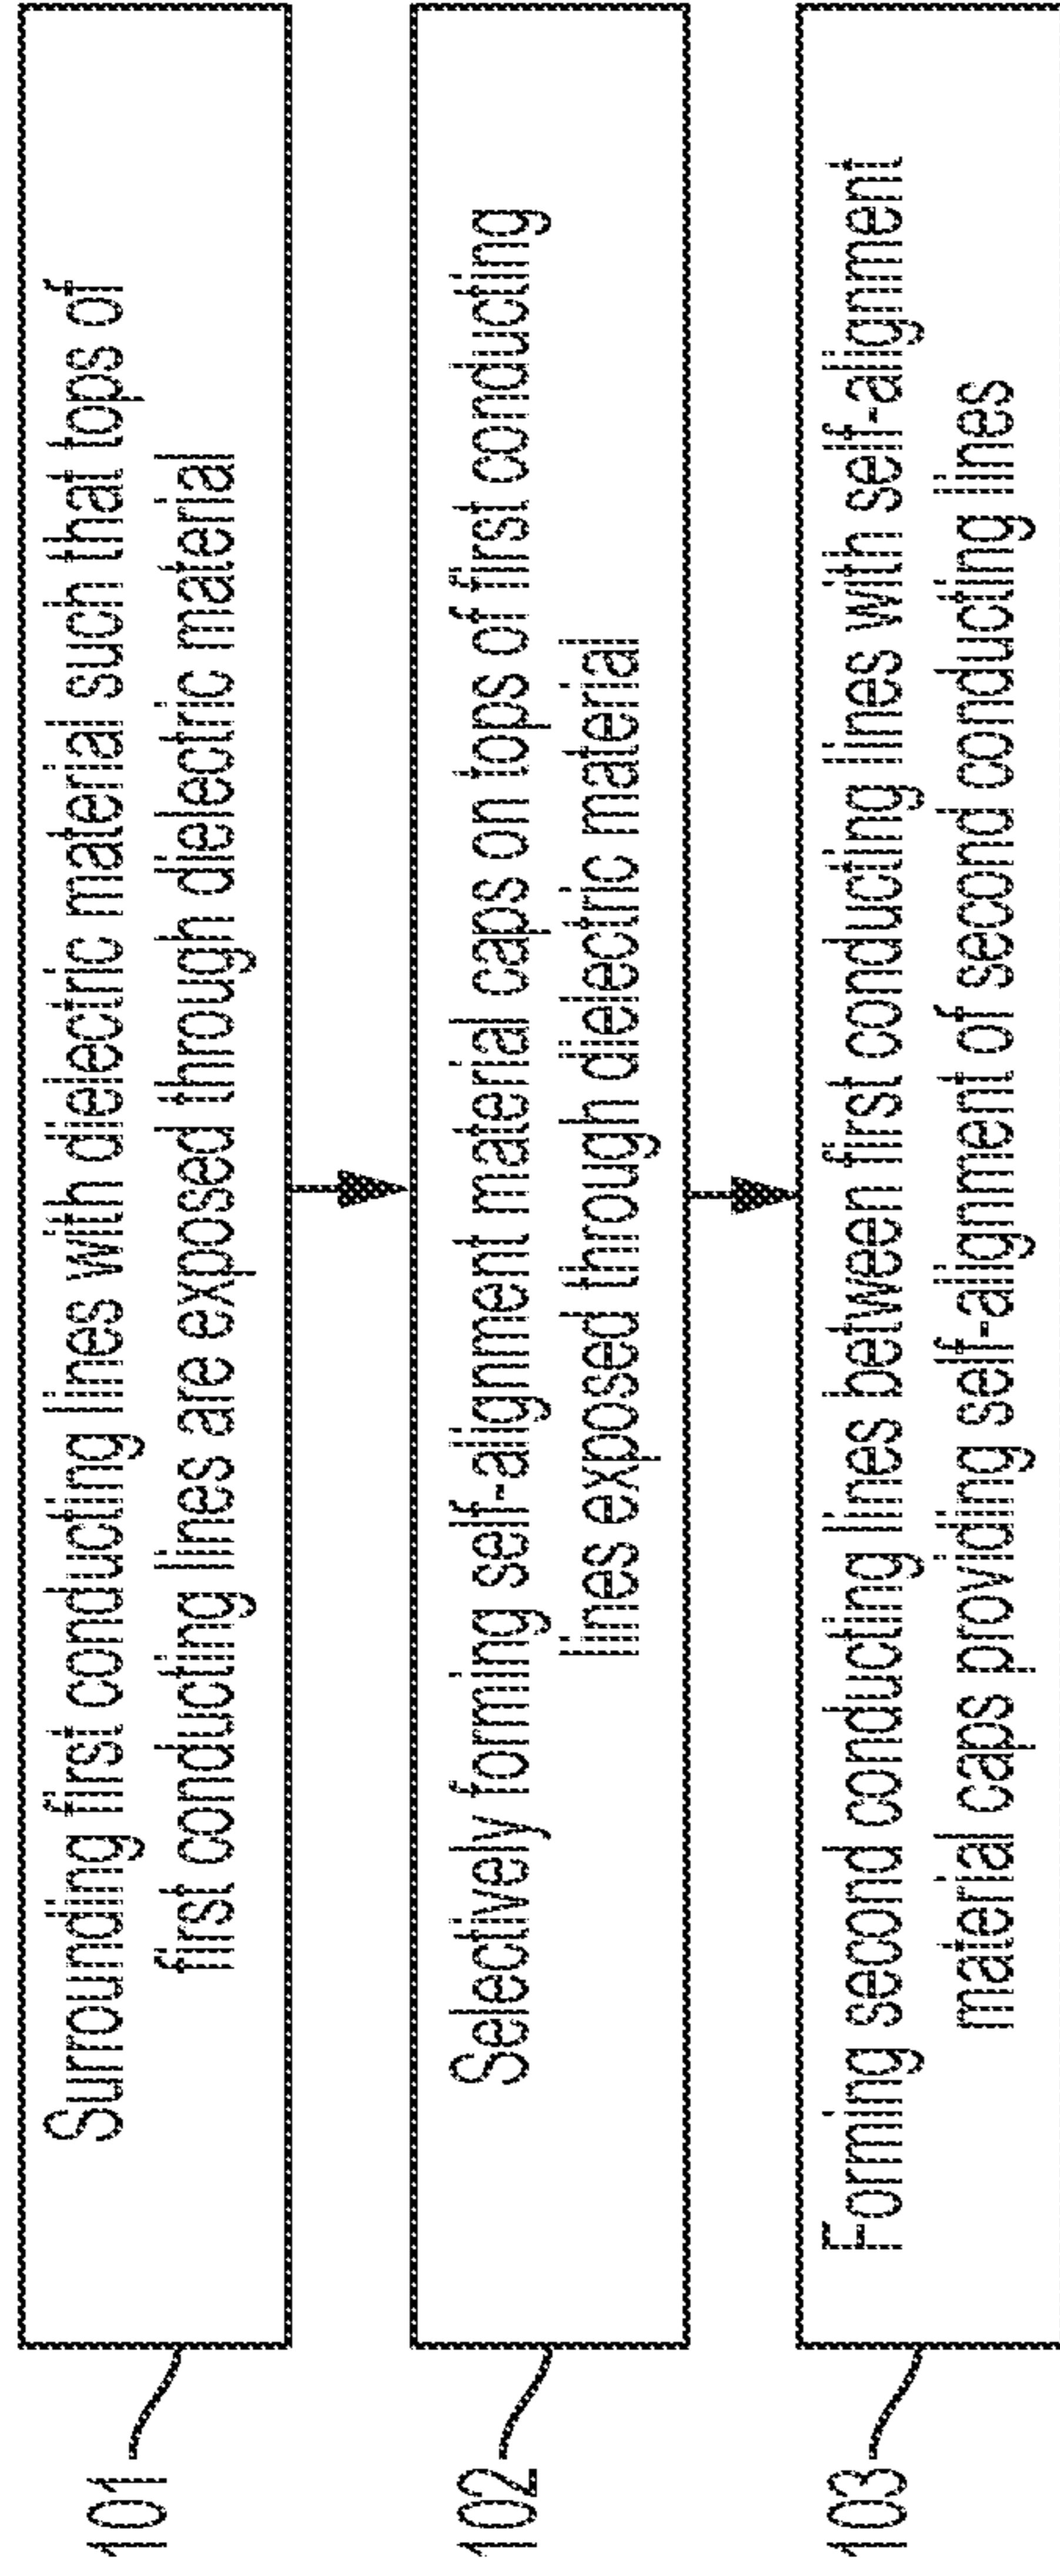 101
Surrounding first conducting lines with dielectric material such that tops of
first conducting lines are exposed through dielectric material
102
Selectively forming self-alignment material caps on tops of first conducting
lines exposed through dielectric material
103
Forming second conducting lines between first conducting lines with self-alignment
material caps providing self-alignment of second conducting lines